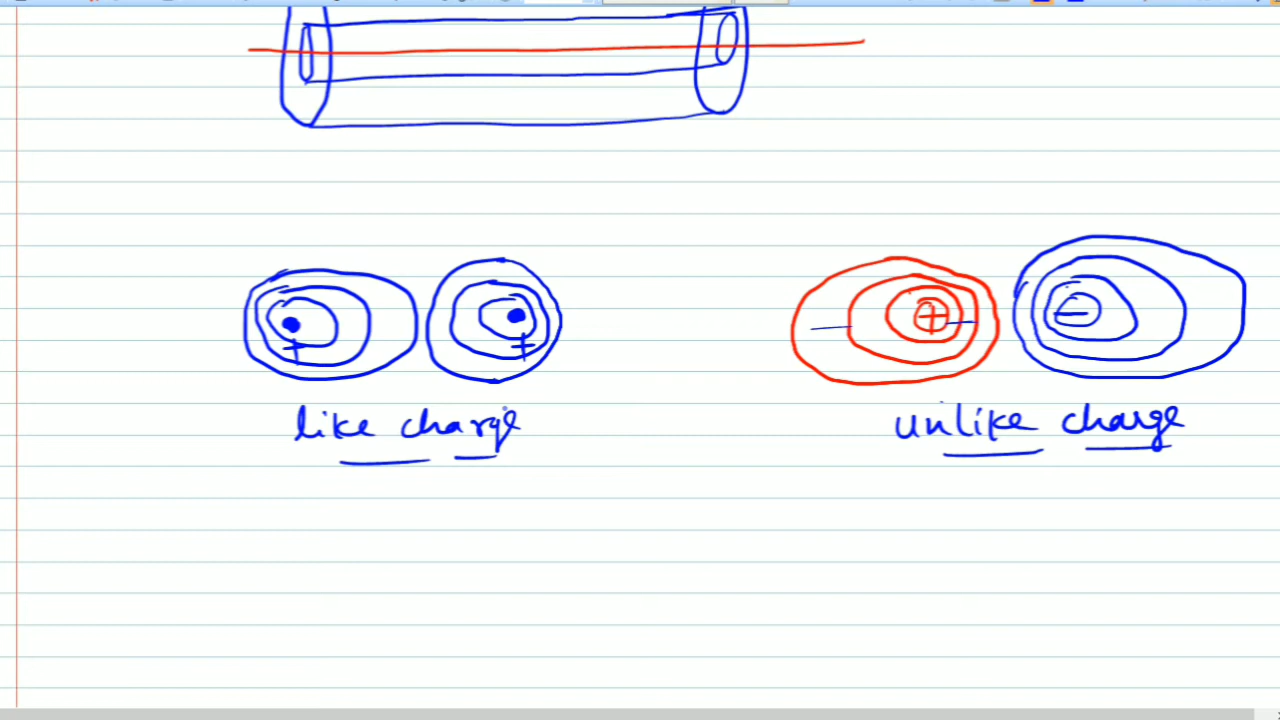 + + + −
like charge unlike charge